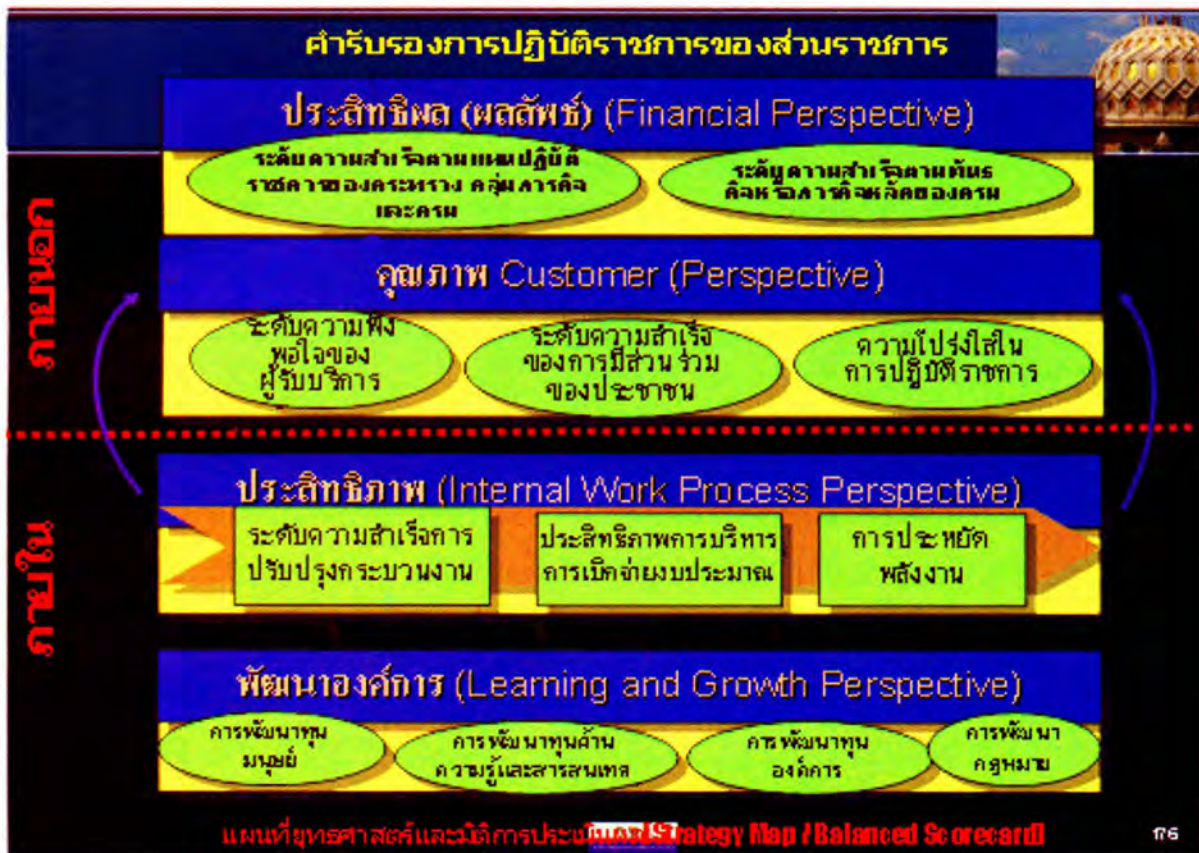 คำรับรองการปฏิบัติราชการของส่วนราชการ
ประสิทธิผล (ผลลัพธ์) (Financial Perspective)
ระดับความสำเร็จตามแผนปฏิบัติ
ราชการของกระทรวง กลุ่มภารกิจ
และกรม
ระดับความสำเร็จตามพันธ
กิจหรือภารกิจหลักของกรม
ภายนอก
คุณภาพ Customer (Perspective)
ระดับความพึง
พอใจของ
ผู้รับบริการ
ระดับความสำเร็จ
ของการมีส่วน ร่วม
ของประชาชน
ความโปร่งใสใน
การปฏิบัติราชการ
ภายใน
ประสิทธิภาพ (Internal Work Process Perspective)
ระดับความสำเร็จการ
ปรับปรุงกระบวนงาน
ประสิทธิภาพการบริหาร
การเบิกจ่ายงบประมาณ
การประหยัด
พลังงาน
พัฒนาองค์การ (Learning and Growth Perspective)
การพัฒนาทุน
มนุษย์
การพัฒนาทุนด้าน
ความรู้และสารสนเทศ
การพัฒนาทุน
องค์การ
การพัฒนา
กฎหมาย
แผนที่ยุทธศาสตร์และมิติการประเมินผล (Strategy Map / Balanced Scorecard)
176